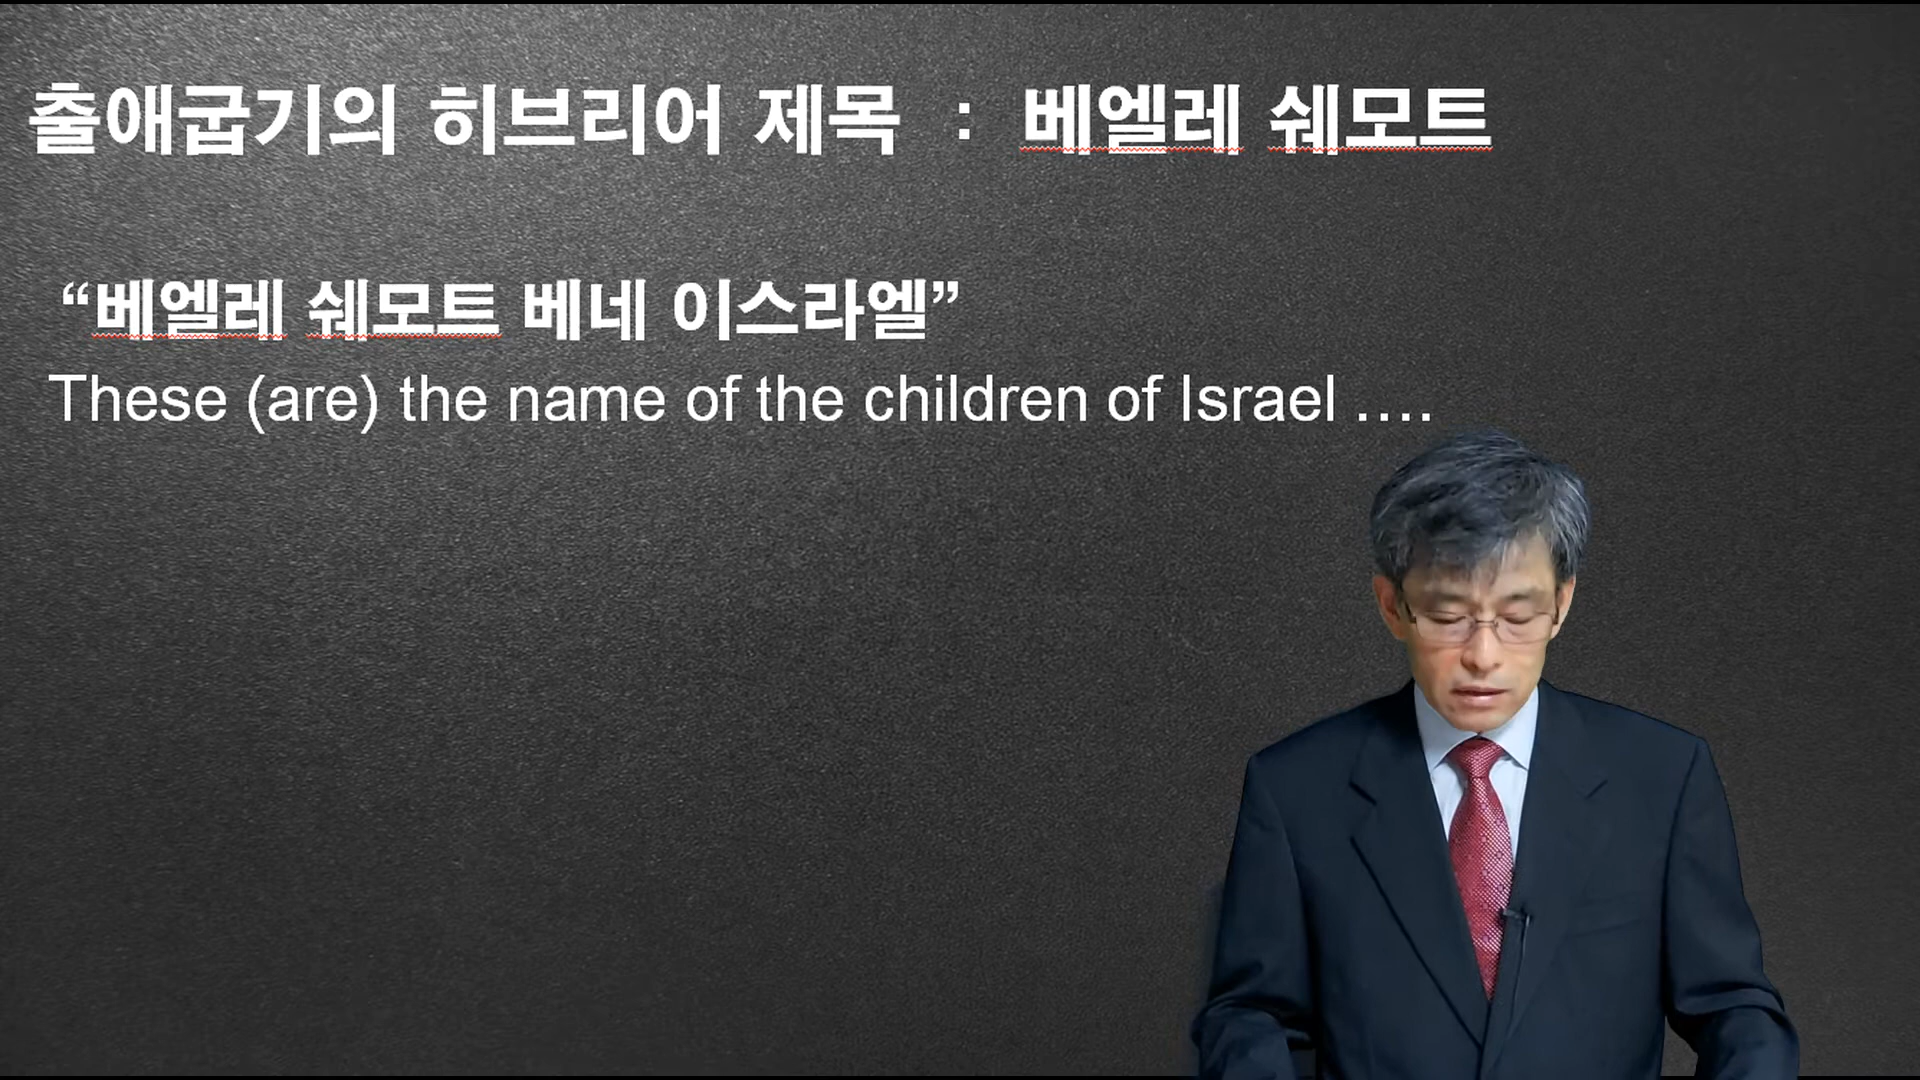 출애굽기의 히브리어 제목 : 베엘레 쉐모트
“베엘레 쉐모트 베네 이스라엘”
These (are) the name of the children of Israel ....